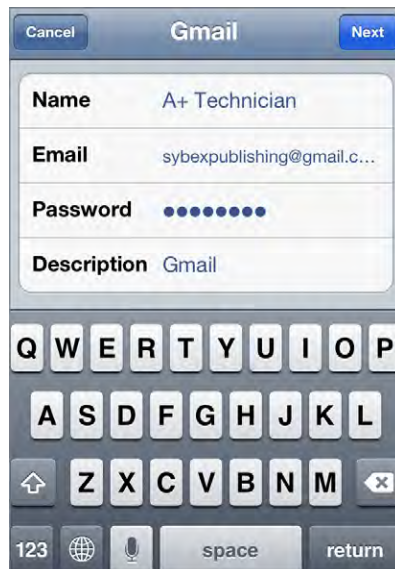 Cancel Gmail Next
Name A+ Technician
Email sybexpublishing@gmail.c...
Password ●●●●●●●●
Description Gmail
Q W E R T Y U I O P
A S D F G H J K L
Z X C V B N M
123 space return